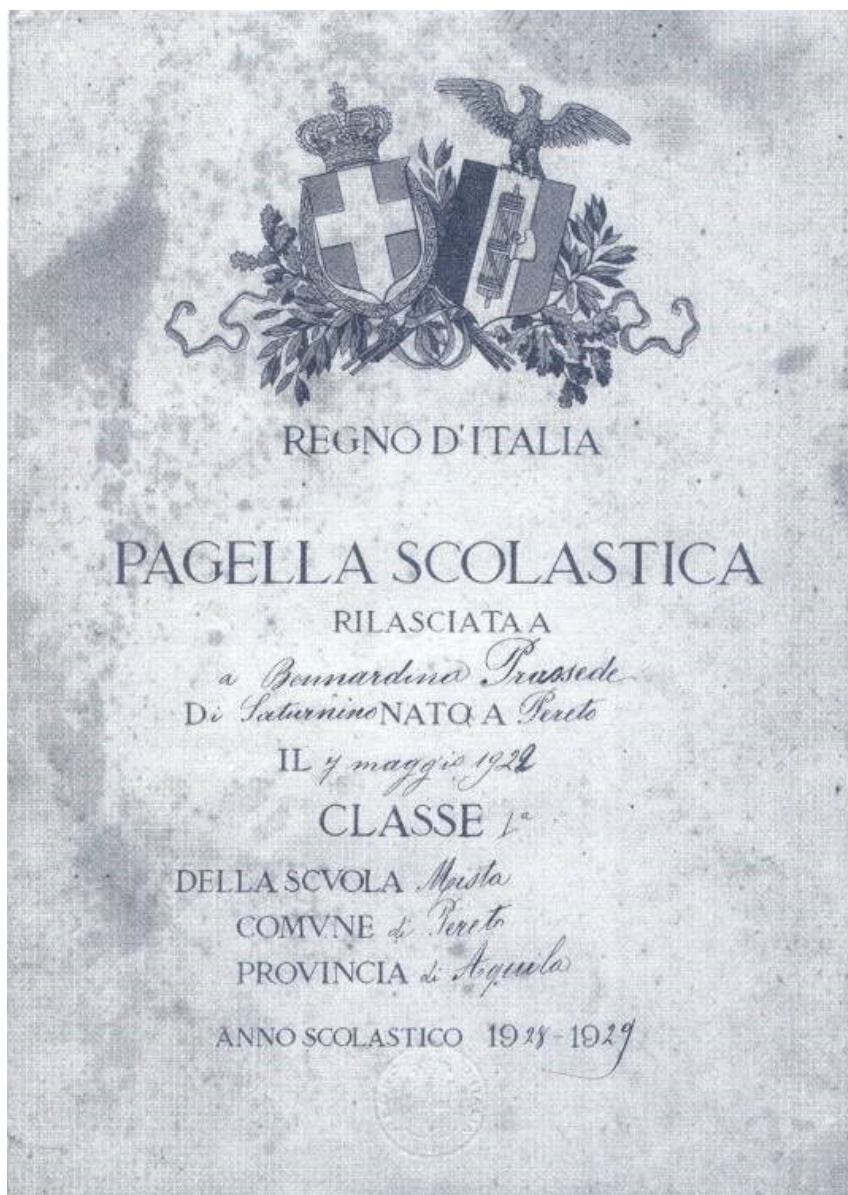 REGNO D'ITALIA
PAGELLA SCOLASTICA
RILASCIATA A
a Bernnardina Prassede
Di Saturnino NATO A Pereto
IL 7 maggio 1922
CLASSE 1ª
DELLA SCVOLA Mista
COMVNE di Pereto
PROVINCIA di Aquila
ANNO SCOLASTICO 1928-1929